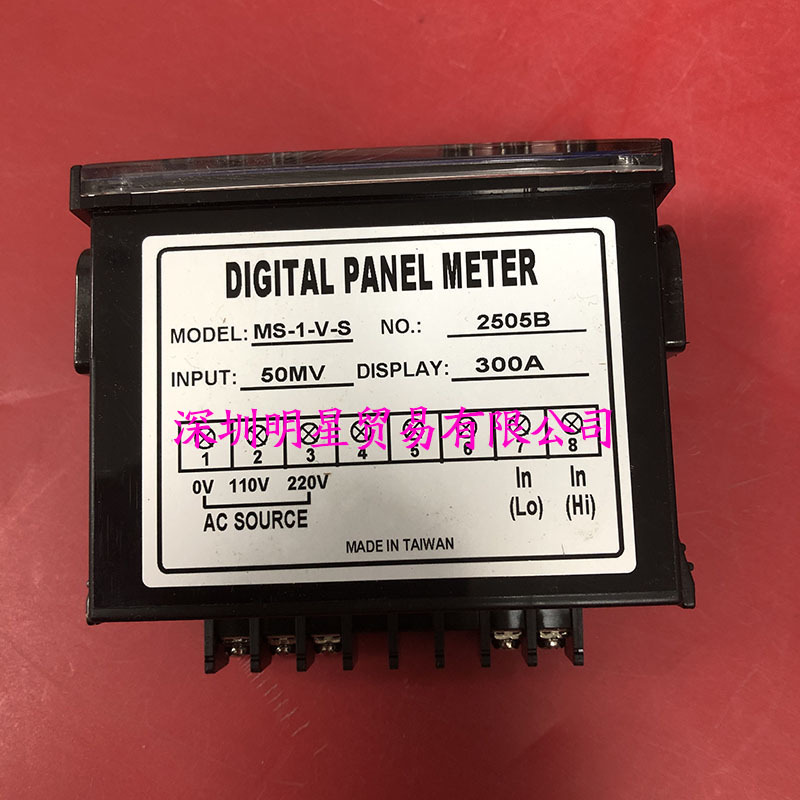 DIGITAL PANEL METER
MODEL: MS-1-V-S NO.: 2505B
INPUT: 50MV DISPLAY: 300A
深圳明星贸易有限公司
1 2 3 4 5 6 7 8
0V 110V 220V In In
AC SOURCE (Lo) (Hi)
MADE IN TAIWAN